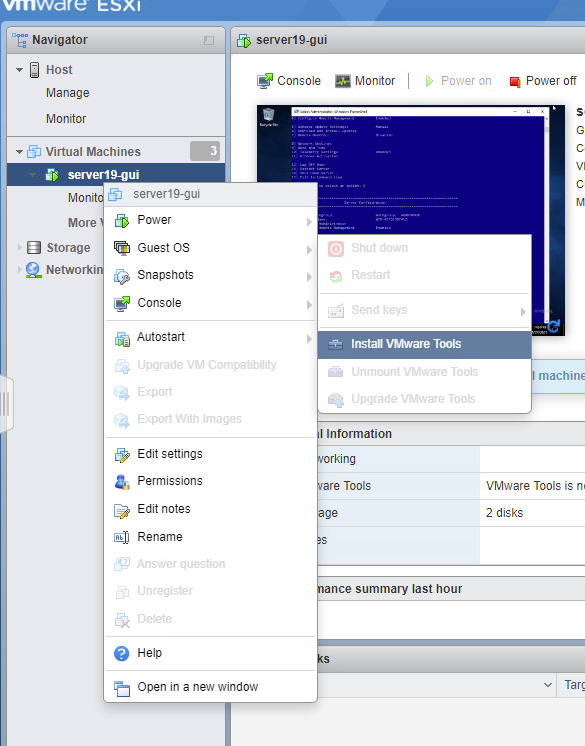 vmware ESXi
Navigator
Host
Manage
Monitor
Virtual Machines 3
server19-gui
Monito
More V
Storage
Networkin
server19-gui
Console Monitor Power on Power off
server19-gui
Power
Guest OS
Snapshots
Console
Autostart
Upgrade VM Compatibility
Export
Export With Images
Edit settings
Permissions
Edit notes
Rename
Answer question
Unregister
Delete
Help
Open in a new window
Shut down
Restart
Send keys
Install VMware Tools
Unmount VMware Tools
Upgrade VMware Tools
l machine
l Information
working
ware Tools VMware Tools is n
age 2 disks
es
mance summary last hour
ks
Targ